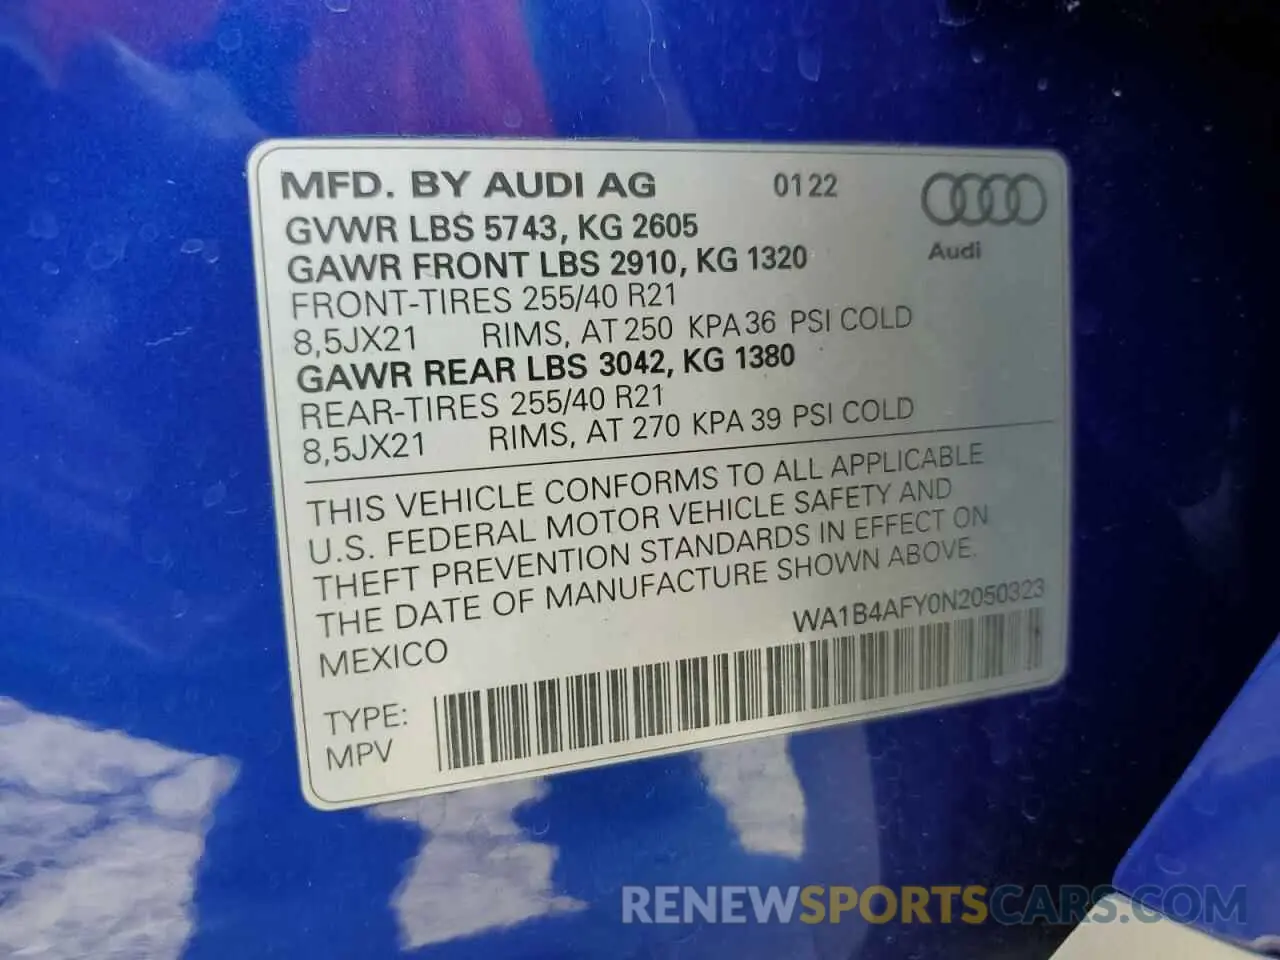 MFD. BY AUDI AG 0122
GVWR LBS 5743, KG 2605
Audi
GAWR FRONT LBS 2910, KG 1320
FRONT-TIRES 255/40 R21
8,5JX21 RIMS, AT 250 KPA 36 PSI COLD
GAWR REAR LBS 3042, KG 1380
REAR-TIRES 255/40 R21
8,5JX21 RIMS, AT 270 KPA 39 PSI COLD
THIS VEHICLE CONFORMS TO ALL APPLICABLE
U.S. FEDERAL MOTOR VEHICLE SAFETY AND
THEFT PREVENTION STANDARDS IN EFFECT ON
THE DATE OF MANUFACTURE SHOWN ABOVE.
WA1B4AFY0N2050323
MEXICO
TYPE:
MPV
RENEWSPORTSCARS.COM